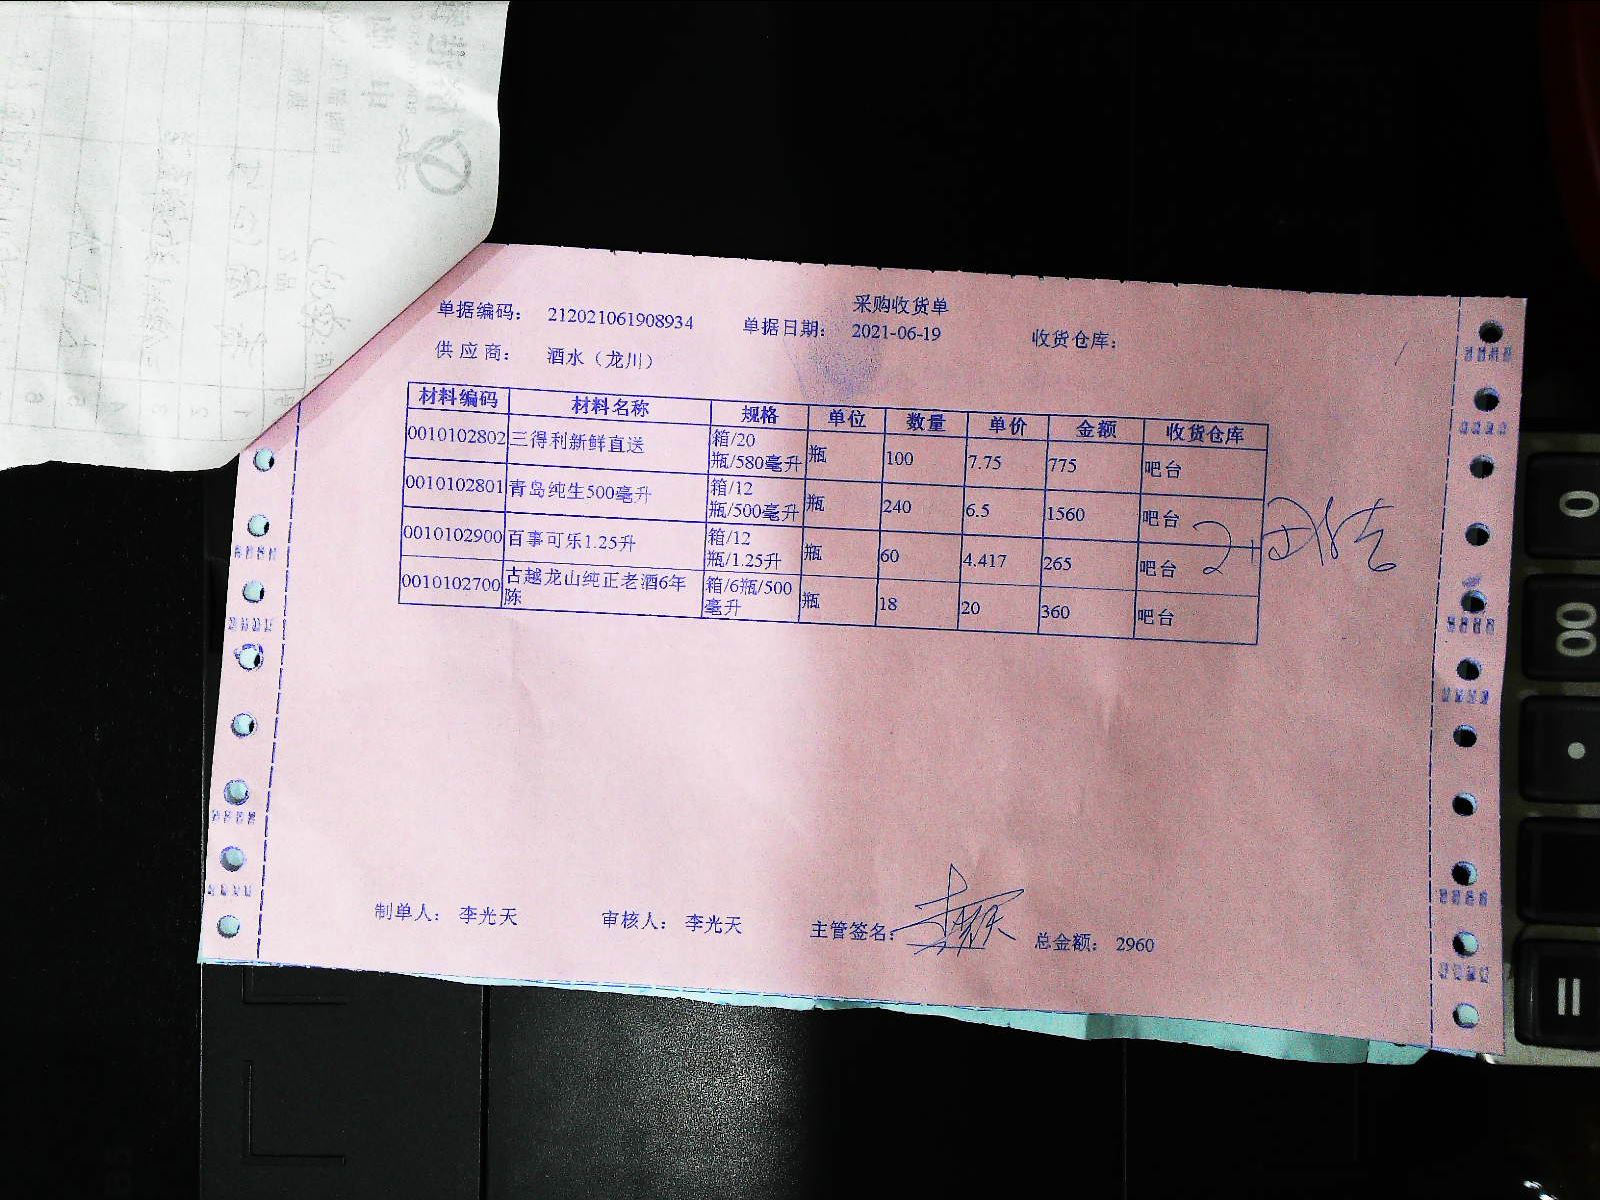 采购收货单
单据编码： 212021061908934 单据日期： 2021-06-19 收货仓库：
供 应 商： 酒水（龙川）
材料编码 材料名称 规格 单位 数量 单价 金额 收货仓库
0010102802 三得利新鲜直送 箱/20瓶/580毫升 瓶 100 7.75 775 吧台
0010102801 青岛纯生500毫升 箱/12瓶/500毫升 瓶 240 6.5 1560 吧台
0010102900 百事可乐1.25升 箱/12瓶/1.25升 瓶 60 4.417 265 吧台
0010102700 古越龙山纯正老酒6年陈 箱/6瓶/500毫升 瓶 18 20 360 吧台
制单人： 李光天 审核人： 李光天 主管签名： 总金额： 2960
0
00
=